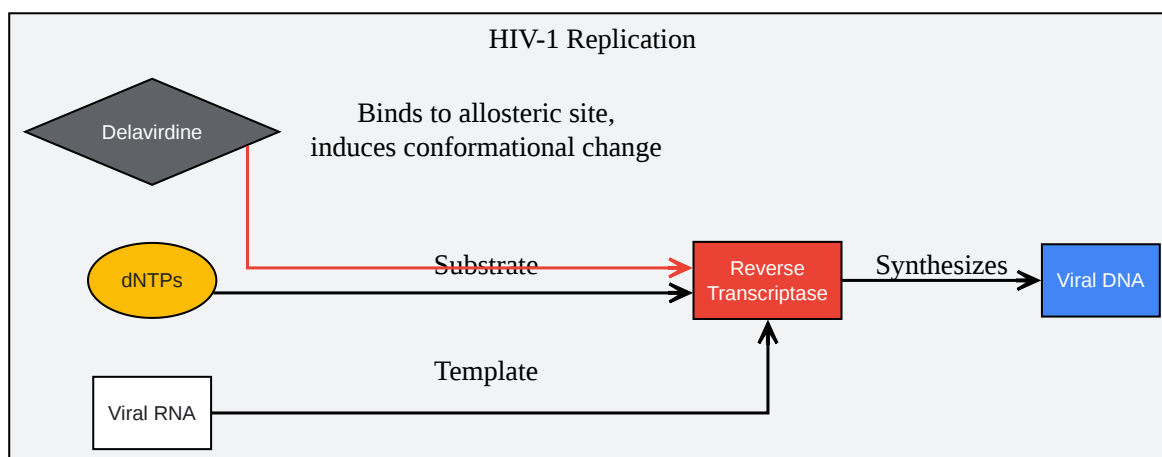 HIV-1 Replication
Delavirdine
Binds to allosteric site,
induces conformational change
dNTPs
Substrate
Reverse
Transcriptase
Synthesizes
Viral DNA
Template
Viral RNA